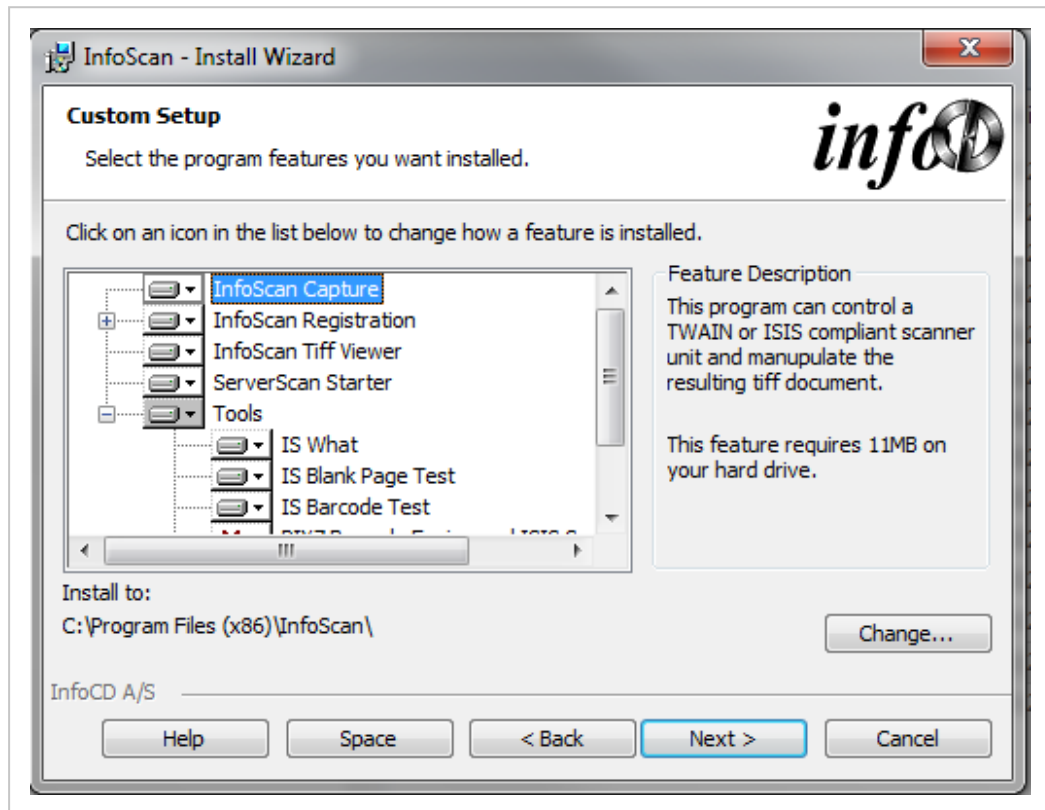 InfoScan - Install Wizard
Custom Setup
Select the program features you want installed.
infoCD
Click on an icon in the list below to change how a feature is installed.
InfoScan Capture
InfoScan Registration
InfoScan Tiff Viewer
ServerScan Starter
Tools
IS What
IS Blank Page Test
IS Barcode Test
Feature Description
This program can control a
TWAIN or ISIS compliant scanner
unit and manupulate the
resulting tiff document.
This feature requires 11MB on
your hard drive.
Install to:
C:\Program Files (x86)\InfoScan\
Change...
InfoCD A/S
Help
Space
< Back
Next >
Cancel